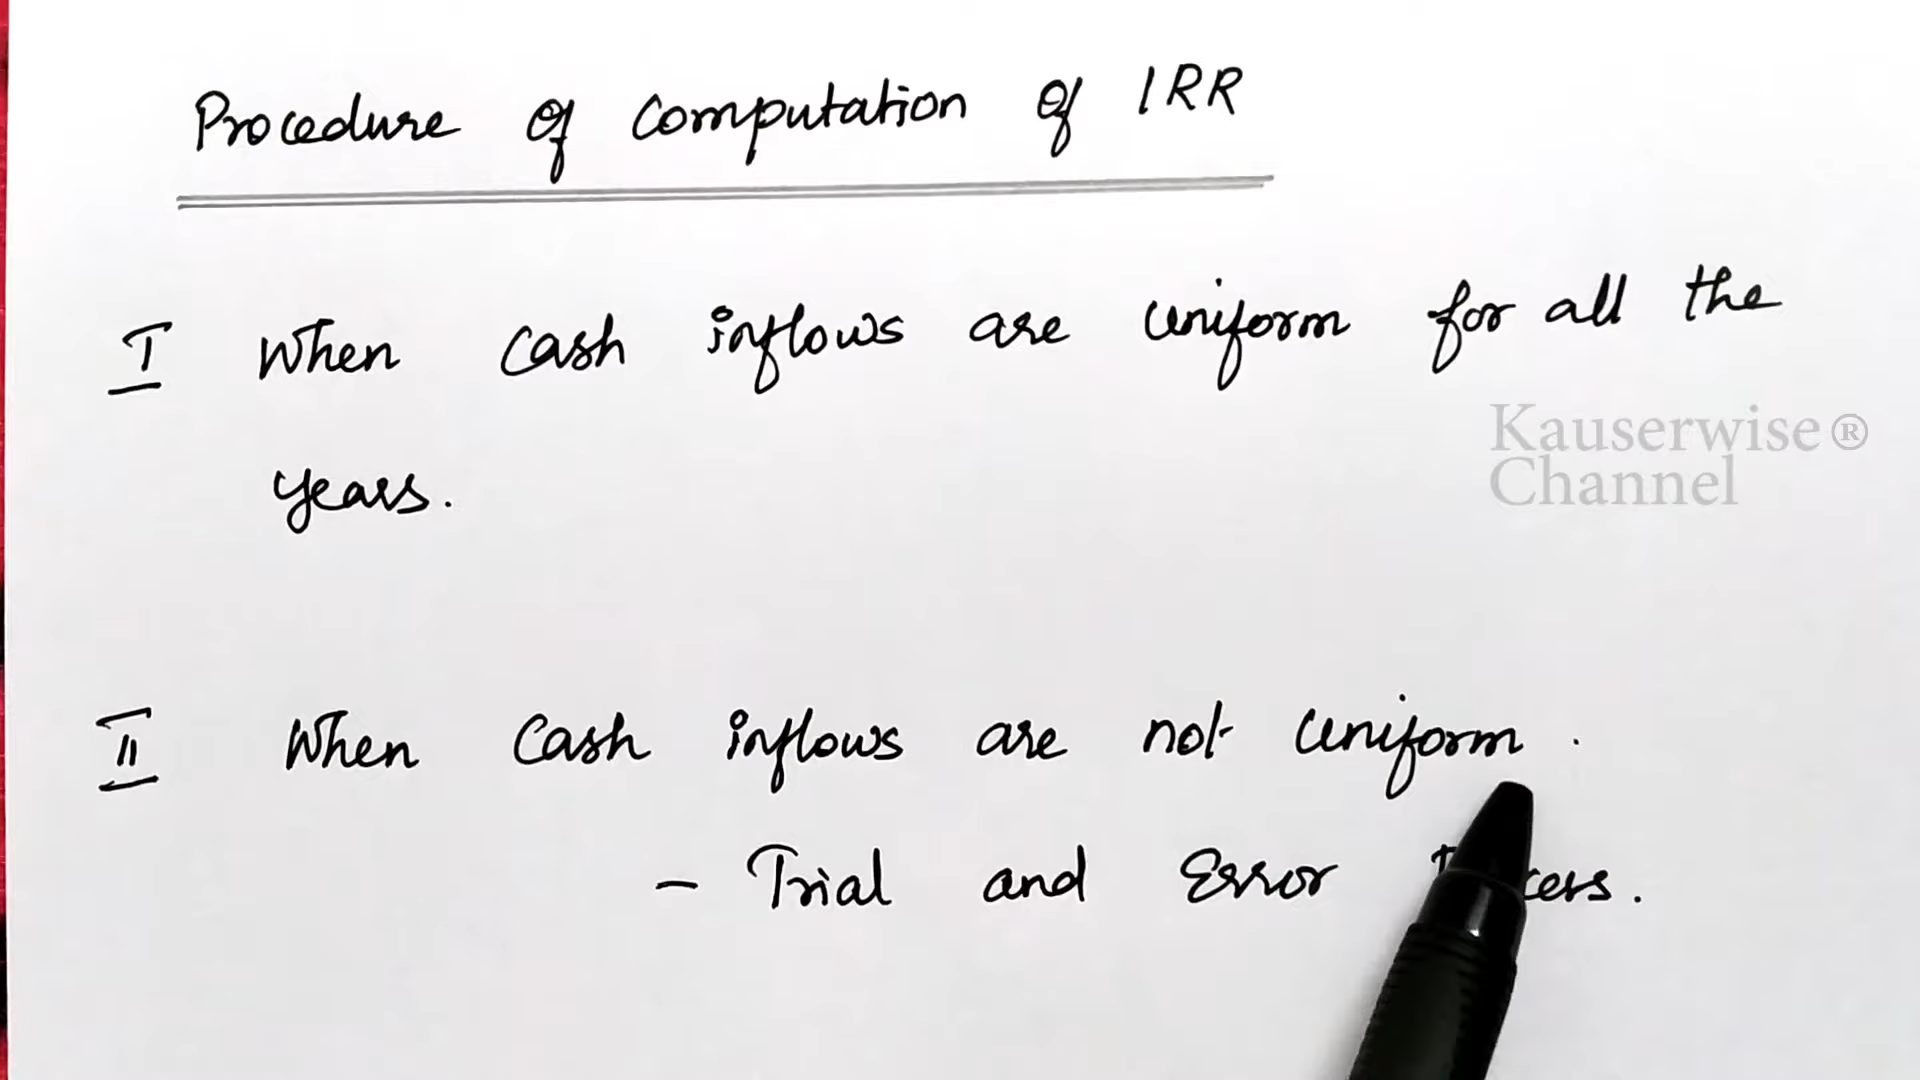 Procedure of computation of IRR
I When cash inflows are uniform for all the
years.
Kauserwise®
Channel
II When cash inflows are not uniform.
- Trial and Error